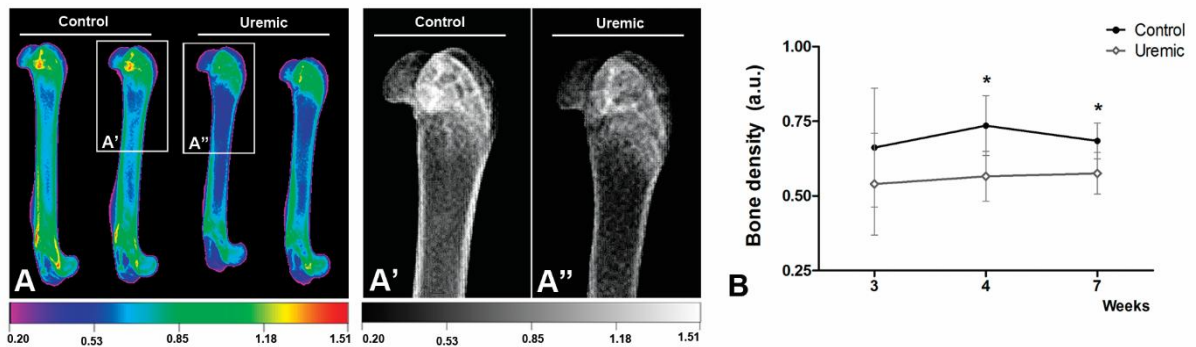 Control Uremic
A' A”
A
0.20 0.53 0.85 1.18 1.51
Control Uremic
A' A”
0.20 0.53 0.85 1.18 1.51
B
Control
Uremic
Bone density (a.u.)
1.00
0.75
0.50
0.25
* *
3 4 7
Weeks